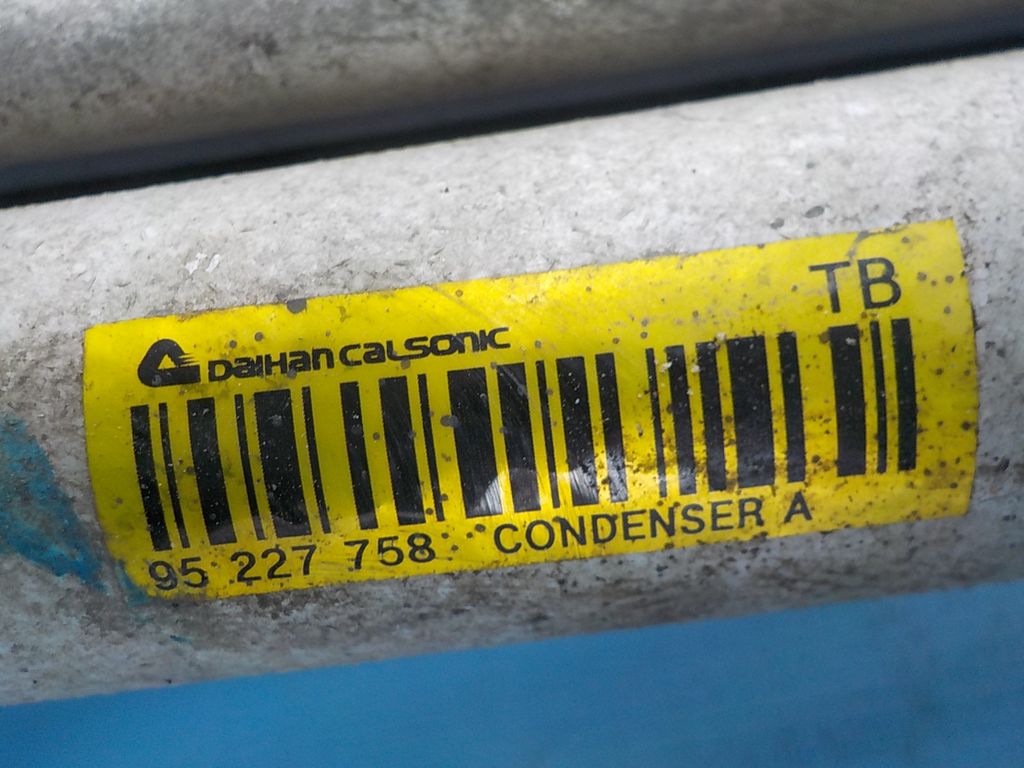 DAIHAN CALSONIC
TB
95 227 758 CONDENSER A